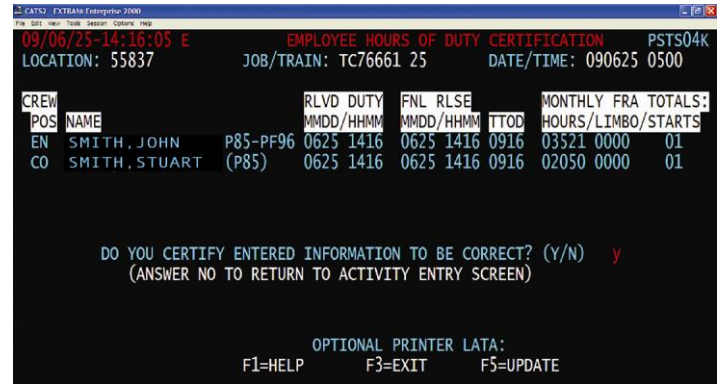 CATS2 - EXTRA!® Enterprise 2000
File Edit View Tools Session Options Help
09/06/25-14:16:05 E EMPLOYEE HOURS OF DUTY CERTIFICATION PSTS04K
LOCATION: 55837 JOB/TRAIN: TC76661 25 DATE/TIME: 090625 0500
CREW RLVD DUTY FNL RLSE MONTHLY FRA TOTALS:
POS NAME MMDD/HHMM MMDD/HHMM TTOD HOURS/LIMBO/STARTS
EN SMITH,JOHN P85-PF96 0625 1416 0625 1416 0916 03521 0000 01
CO SMITH,STUART (P85) 0625 1416 0625 1416 0916 02050 0000 01
DO YOU CERTIFY ENTERED INFORMATION TO BE CORRECT? (Y/N) y
(ANSWER NO TO RETURN TO ACTIVITY ENTRY SCREEN)
OPTIONAL PRINTER LATA:
F1=HELP F3=EXIT F5=UPDATE